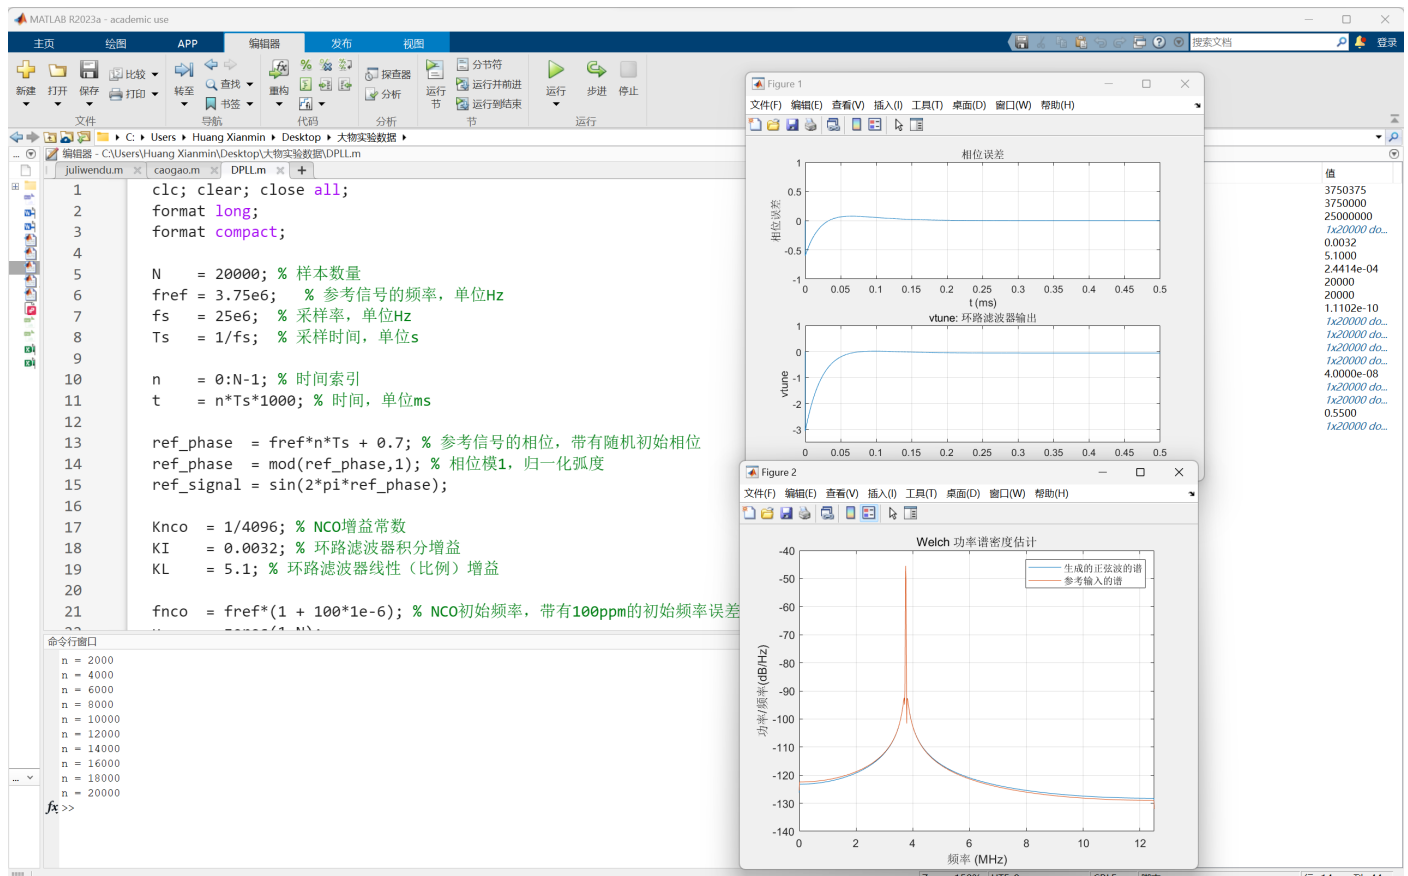 MATLAB R2023a - academic use
主页 绘图 APP 编辑器 发布 视图
搜索文档
登录
新建 打开 保存 比较 打印
文件
转至 查找 书签
导航
重构
代码
探查器 分析
分析
运行节 分节符 运行并前进 运行到结束
节
运行 步进 停止
运行
C: Users Huang Xianmin Desktop 大物实验数据
编辑器 - C:\Users\Huang Xianmin\Desktop\大物实验数据\DPLL.m
juliwendu.m caogao.m DPLL.m
1 clc; clear; close all;
2 format long;
3 format compact;
4
5 N    = 20000; % 样本数量
6 fref = 3.75e6;   % 参考信号的频率，单位Hz
7 fs   = 25e6;  % 采样率，单位Hz
8 Ts   = 1/fs;  % 采样时间，单位s
9
10 n    = 0:N-1; % 时间索引
11 t    = n*Ts*1000; % 时间，单位ms
12
13 ref_phase  = fref*n*Ts + 0.7; % 参考信号的相位，带有随机初始相位
14 ref_phase  = mod(ref_phase,1); % 相位模1，归一化弧度
15 ref_signal = sin(2*pi*ref_phase);
16
17 Knco  = 1/4096; % NCO增益常数
18 KI    = 0.0032; % 环路滤波器积分增益
19 KL    = 5.1; % 环路滤波器线性（比例）增益
20
21 fnco  = fref*(1 + 100*1e-6); % NCO初始频率，带有100ppm的初始频率误差
命令行窗口
n = 2000
n = 4000
n = 6000
n = 8000
n = 10000
n = 12000
n = 14000
n = 16000
n = 18000
n = 20000
fx >>
Figure 1
文件(F) 编辑(E) 查看(V) 插入(I) 工具(T) 桌面(D) 窗口(W) 帮助(H)
相位误差
相位误差
1
0.5
0
-0.5
-1
0 0.05 0.1 0.15 0.2 0.25 0.3 0.35 0.4 0.45 0.5
t (ms)
vtune: 环路滤波器输出
vtune
1
0
-1
-2
-3
0 0.05 0.1 0.15 0.2 0.25 0.3 0.35 0.4 0.45 0.5
Figure 2
文件(F) 编辑(E) 查看(V) 插入(I) 工具(T) 桌面(D) 窗口(W) 帮助(H)
Welch 功率谱密度估计
生成的正弦波的谱
参考输入的谱
功率/频率(dB/Hz)
-40
-50
-60
-70
-80
-90
-100
-110
-120
-130
-140
0 2 4 6 8 10 12
频率 (MHz)
值
3750375
3750000
25000000
1x20000 do...
0.0032
5.1000
2.4414e-04
20000
20000
1.1102e-10
1x20000 do...
1x20000 do...
1x20000 do...
1x20000 do...
4.0000e-08
1x20000 do...
1x20000 do...
0.5500
1x20000 do...